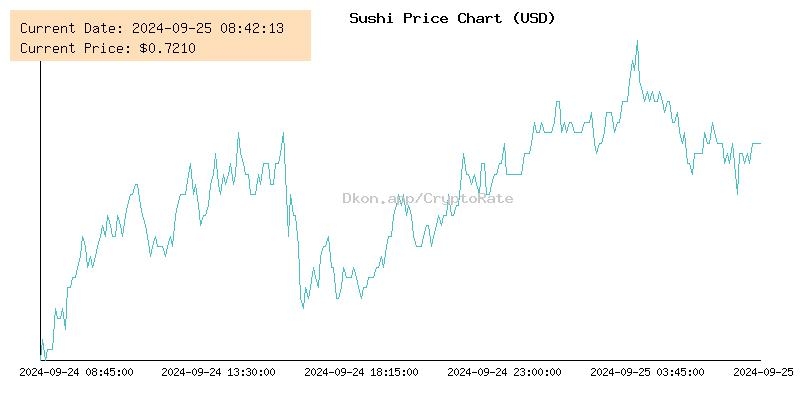 Sushi Price Chart (USD)
Current Date: 2024-09-25 08:42:13
Current Price: $0.7210
Dkon.app/CryptoRate
2024-09-24 08:45:00
2024-09-24 13:30:00
2024-09-24 18:15:00
2024-09-24 23:00:00
2024-09-25 03:45:00
2024-09-25